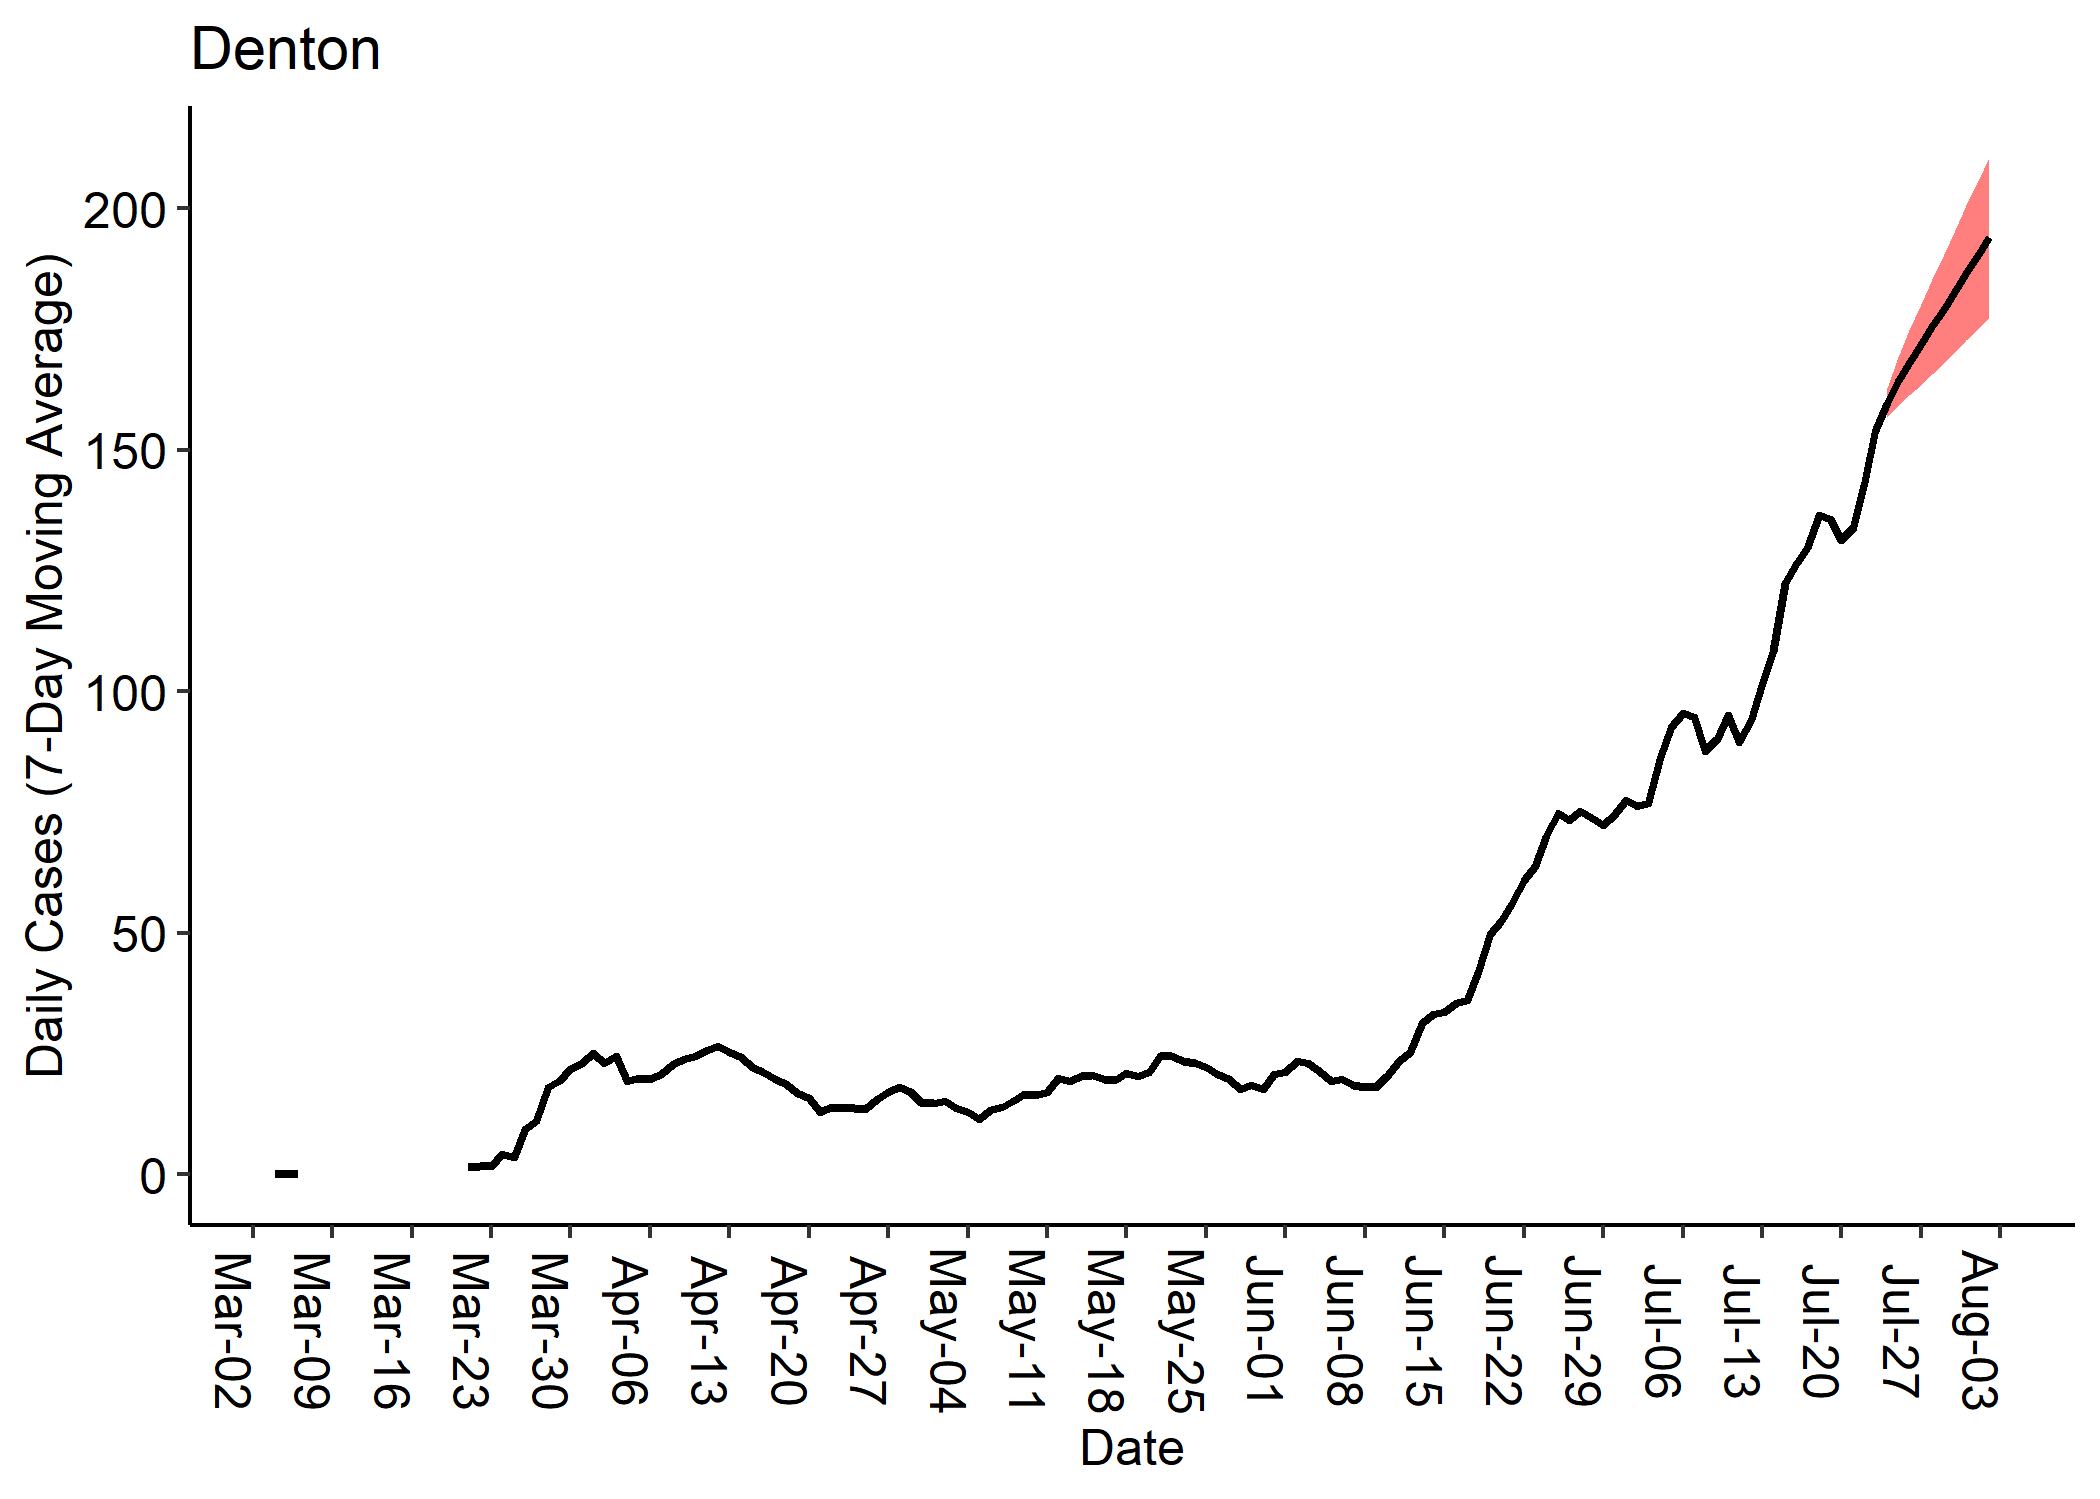 Denton
Daily Cases (7-Day Moving Average)
200
150
100
50
0
Mar-02
Mar-09
Mar-16
Mar-23
Mar-30
Apr-06
Apr-13
Apr-20
Apr-27
May-04
May-11
May-18
May-25
Jun-01
Jun-08
Jun-15
Jun-22
Jun-29
Jul-06
Jul-13
Jul-20
Jul-27
Aug-03
Date